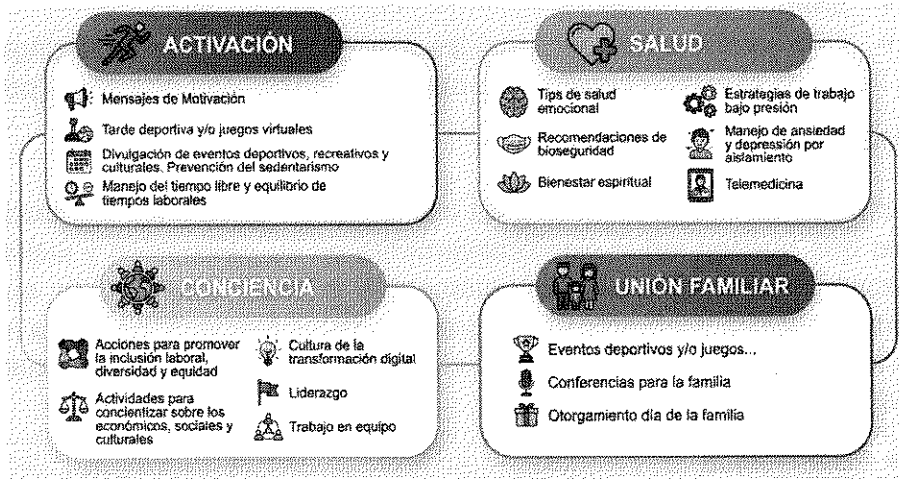 ACTIVACIÓN
Mensajes de Motivación
Tarde deportiva y/o juegos virtuales
Divulgación de eventos deportivos, recreativos y
culturales. Prevención del sedentarismo
Manejo del tiempo libre y equilibrio de
tiempos laborales
SALUD
Tips de salud
emocional
Recomendaciones de
bioseguridad
Bienestar espiritual
Estrategias de trabajo
bajo presión
Manejo de ansiedad
y depresión por
aislamiento
Telemedicina
CONCIENCIA
Acciones para promover
la inclusión laboral,
diversidad y equidad
Actividades para
concientizar sobre los
económicos, sociales y
culturales
Cultura de la
transformación digital
Liderazgo
Trabajo en equipo
UNIÓN FAMILIAR
Eventos deportivos y/o juegos...
Conferencias para la familia
Otorgamiento día de la familia